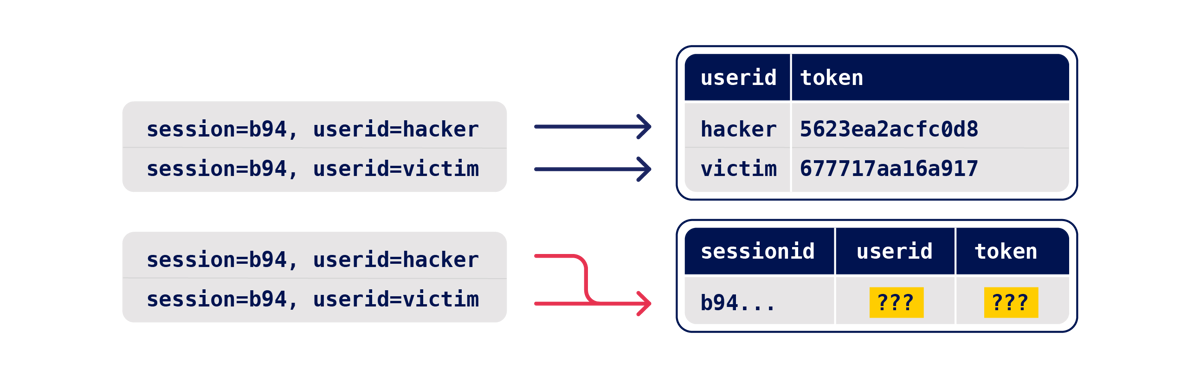 session=b94, userid=hacker
session=b94, userid=victim
userid token
hacker 5623ea2acfc0d8
victim 677717aa16a917
session=b94, userid=hacker
session=b94, userid=victim
sessionid userid token
b94... ??? ???